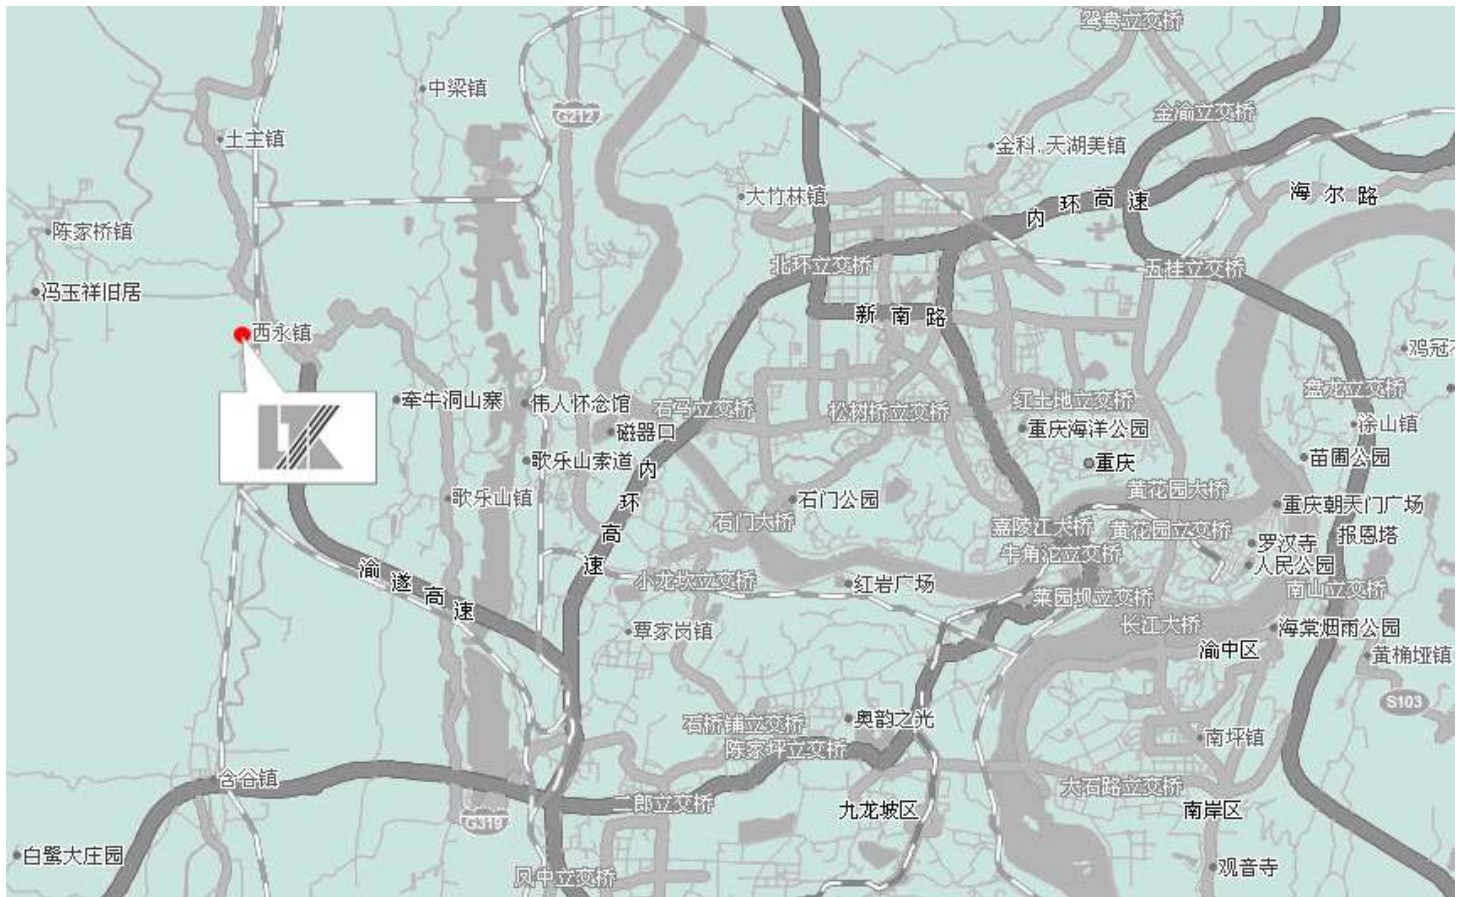 鸳鸯立交桥
中梁镇
G212
金渝立交桥
土主镇
金科.天湖美镇
大竹林镇
海尔路
内环高速
陈家桥镇
北环立交桥
五桂立交桥
冯玉祥旧居
新南路
西永镇
鸡冠石
盘龙立交桥
牵牛洞山寨
伟人怀念馆
石马立交桥
松树桥立交桥
红土地立交桥
涂山镇
磁器口
重庆海洋公园
歌乐山索道
重庆
苗圃公园
内环高速
歌乐山镇
石门公园
黄花园大桥
重庆朝天门广场
石门大桥
嘉陵江大桥
黄花园立交桥
报恩塔
罗汉寺
牛角沱立交桥
人民公园
渝遂高速
小龙坎立交桥
红岩广场
南山立交桥
菜园坝立交桥
长江大桥
海棠烟雨公园
覃家岗镇
渝中区
黄桷垭镇
S103
石桥铺立交桥
奥韵之光
南坪镇
陈家坪立交桥
含谷镇
大石路立交桥
二郎立交桥
九龙坡区
南岸区
G319
白鹭大庄园
观音寺
凤中立交桥